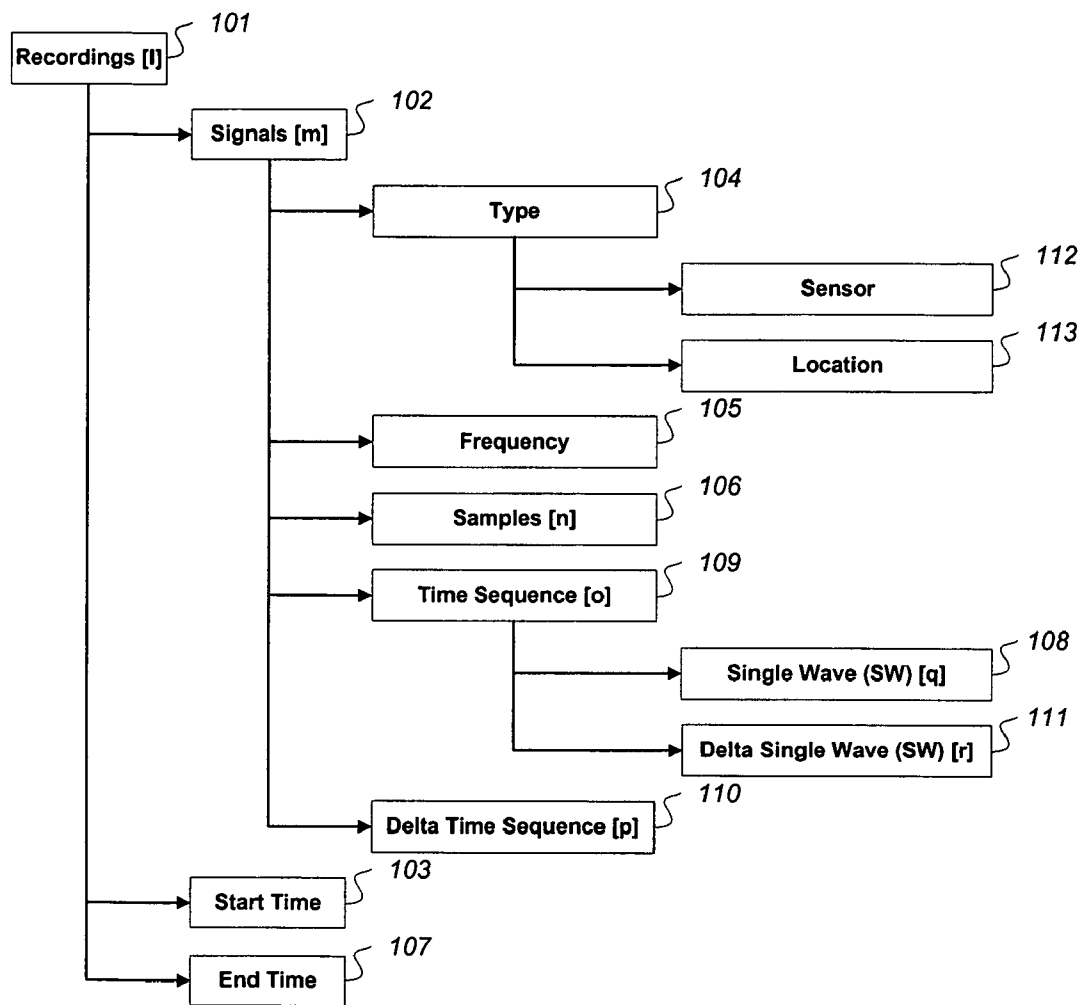 101
Recordings [l]
102
Signals [m]
104
Type
112
Sensor
113
Location
105
Frequency
106
Samples [n]
109
Time Sequence [o]
108
Single Wave (SW) [q]
111
Delta Single Wave (SW) [r]
110
Delta Time Sequence [p]
103
Start Time
107
End Time